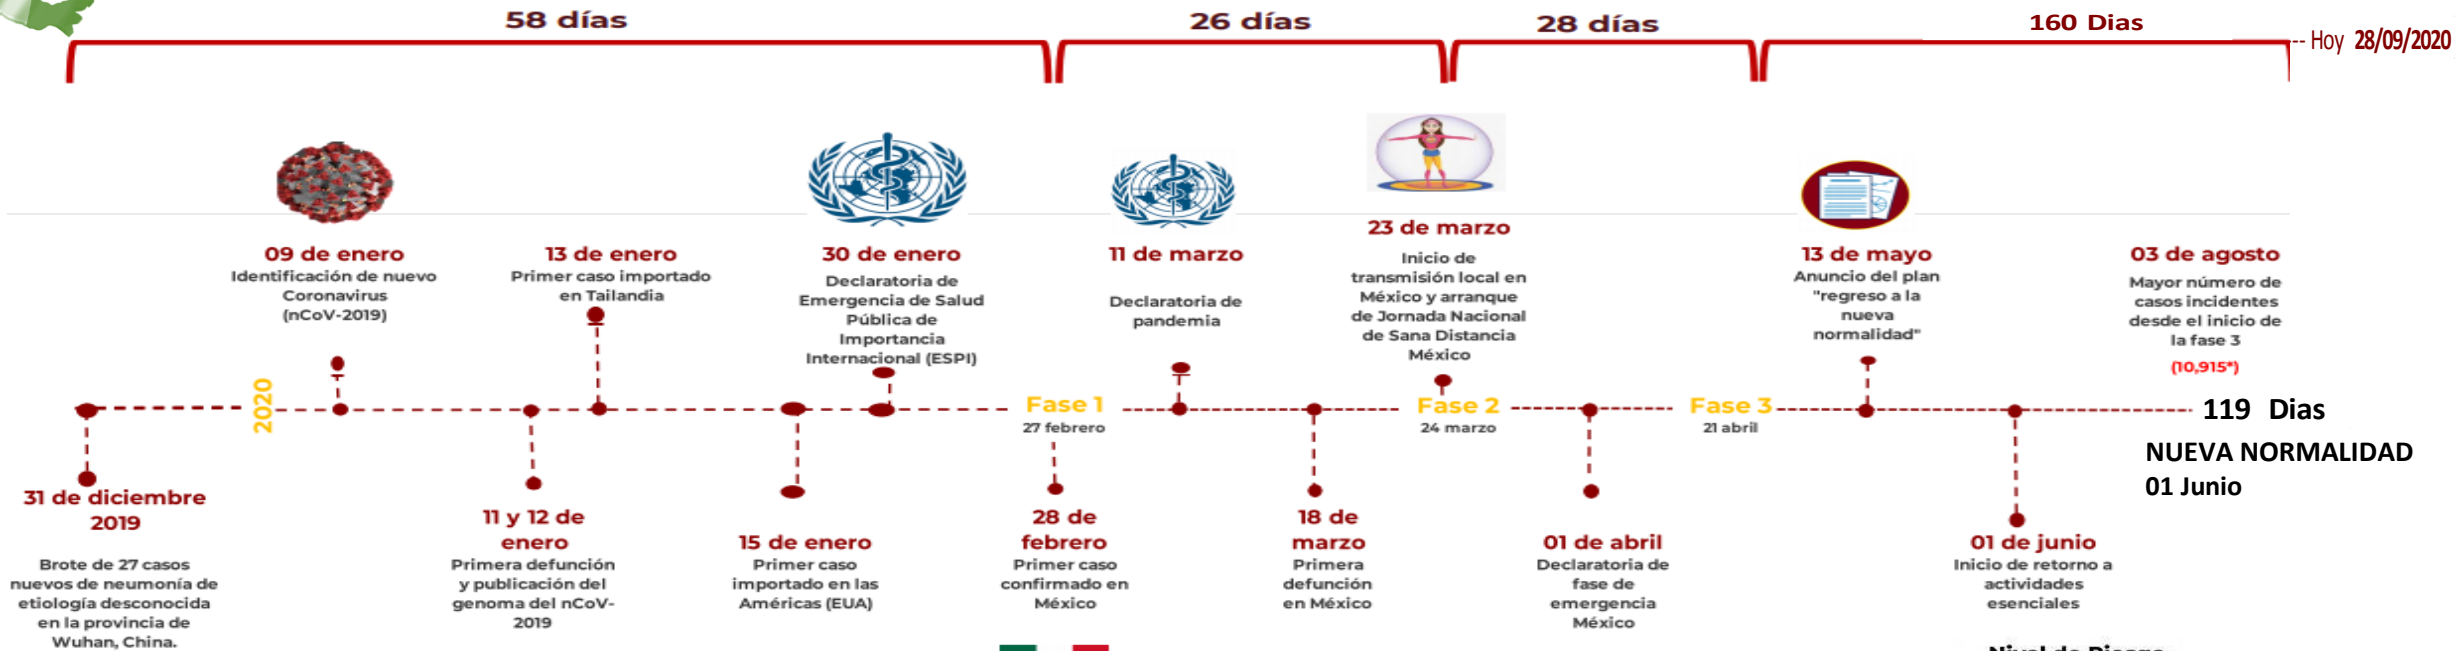 58 días
26 días
28 días
160 Dias
-- Hoy 28/09/2020
09 de enero
Identificación de nuevo
Coronavirus
(nCoV-2019)
13 de enero
Primer caso importado
en Tailandia
30 de enero
Declaratoria de
Emergencia de Salud
Pública de
Importancia
Internacional (ESPI)
11 de marzo
Declaratoria de
pandemia
23 de marzo
Inicio de
transmisión local en
México y arranque
de Jornada Nacional
de Sana Distancia
México
13 de mayo
Anuncio del plan
"regreso a la
nueva
normalidad"
03 de agosto
Mayor número de
casos incidentes
desde el inicio de
la fase 3
(10,915*)
2020
Fase 1
27 febrero
Fase 2
24 marzo
Fase 3
21 abril
119 Dias
NUEVA NORMALIDAD
01 Junio
31 de diciembre
2019
Brote de 27 casos
nuevos de neumonía de
etiología desconocida
en la provincia de
Wuhan, China.
11 y 12 de
enero
Primera defunción
y publicación del
genoma del nCoV-
2019
15 de enero
Primer caso
importado en las
Américas (EUA)
28 de
febrero
Primer caso
confirmado en
México
18 de
marzo
Primera
defunción
en México
01 de abril
Declaratoria de
fase de
emergencia
México
01 de junio
Inicio de retorno a
actividades
esenciales